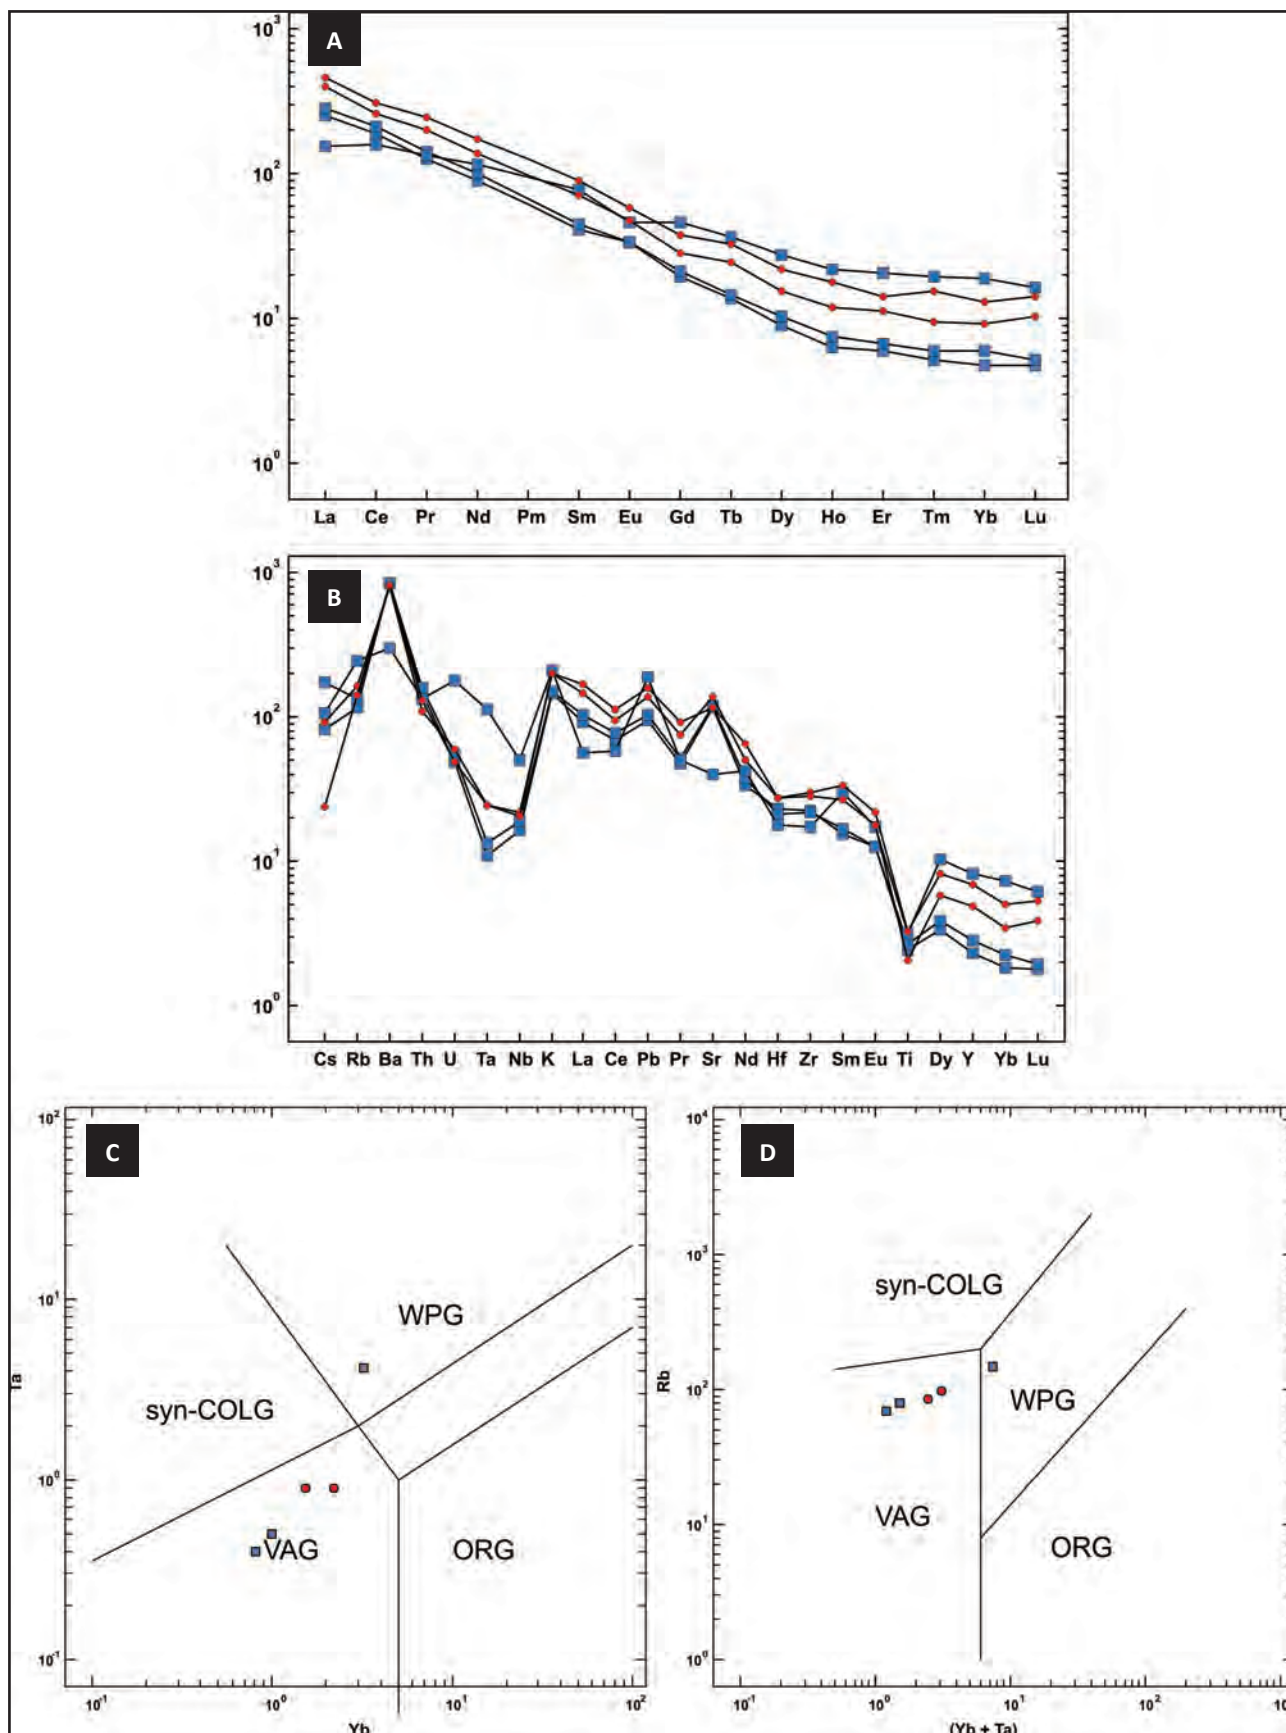 A
10³
10²
10¹
10⁰
La Ce Pr Nd Pm Sm Eu Gd Tb Dy Ho Er Tm Yb Lu
B
10³
10²
10¹
10⁰
Cs Rb Ba Th U Ta Nb K La Ce Pb Pr Sr Nd Hf Zr Sm Eu Ti Dy Y Yb Lu
C
10²
10¹
10⁰
10⁻¹
Ta
WPG
syn-COLG
VAG
ORG
10⁻¹ 10⁰ 10¹ 10²
Yb
D
10⁴
10³
10²
10¹
10⁰
Rb
syn-COLG
WPG
VAG
ORG
10⁻¹ 10⁰ 10¹ 10²
(Yb + Ta)